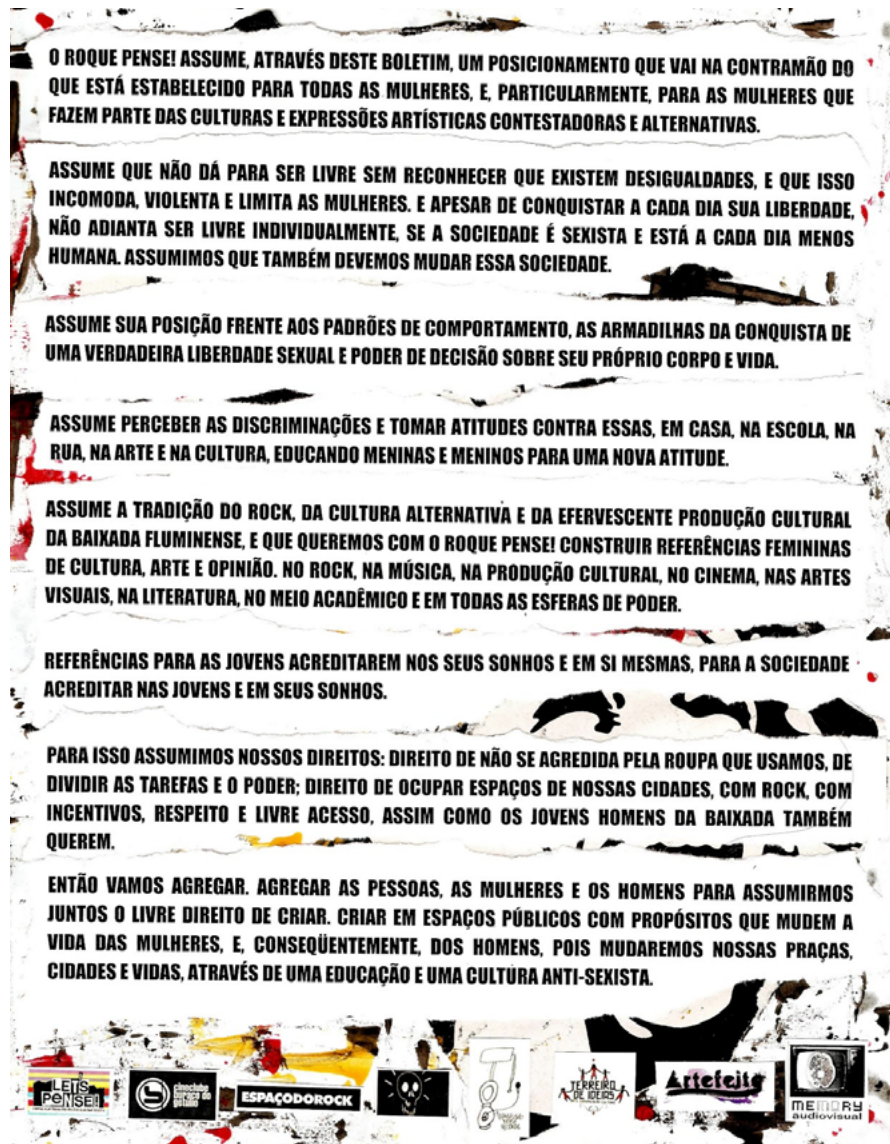 O ROQUE PENSE! ASSUME, ATRAVÉS DESTE BOLETIM, UM POSICIONAMENTO QUE VAI NA CONTRAMÃO DO
QUE ESTÁ ESTABELECIDO PARA TODAS AS MULHERES, E, PARTICULARMENTE, PARA AS MULHERES QUE
FAZEM PARTE DAS CULTURAS E EXPRESSÕES ARTÍSTICAS CONTESTADORAS E ALTERNATIVAS.
ASSUME QUE NÃO DÁ PARA SER LIVRE SEM RECONHECER QUE EXISTEM DESIGUALDADES, E QUE ISSO
INCOMODA, VIOLENTA E LIMITA AS MULHERES. E APESAR DE CONQUISTAR A CADA DIA SUA LIBERDADE,
NÃO ADIANTA SER LIVRE INDIVIDUALMENTE, SE A SOCIEDADE É SEXISTA E ESTÁ A CADA DIA MENOS
HUMANA. ASSUMIMOS QUE TAMBÉM DEVEMOS MUDAR ESSA SOCIEDADE.
ASSUME SUA POSIÇÃO FRENTE AOS PADRÕES DE COMPORTAMENTO, AS ARMADILHAS DA CONQUISTA DE
UMA VERDADEIRA LIBERDADE SEXUAL E PODER DE DECISÃO SOBRE SEU PRÓPRIO CORPO E VIDA.
ASSUME PERCEBER AS DISCRIMINAÇÕES E TOMAR ATITUDES CONTRA ESSAS, EM CASA, NA ESCOLA, NA
RUA, NA ARTE E NA CULTURA, EDUCANDO MENINAS E MENINOS PARA UMA NOVA ATITUDE.
ASSUME A TRADIÇÃO DO ROCK, DA CULTURA ALTERNATIVA E DA EFERVESCENTE PRODUÇÃO CULTURAL
DA BAIXADA FLUMINENSE, E QUE QUEREMOS COM O ROQUE PENSE! CONSTRUIR REFERÊNCIAS FEMININAS
DE CULTURA, ARTE E OPINIÃO. NO ROCK, NA MÚSICA, NA PRODUÇÃO CULTURAL, NO CINEMA, NAS ARTES
VISUAIS, NA LITERATURA, NO MEIO ACADÊMICO E EM TODAS AS ESFERAS DE PODER.
REFERÊNCIAS PARA AS JOVENS ACREDITAREM NOS SEUS SONHOS E EM SI MESMAS, PARA A SOCIEDADE
ACREDITAR NAS JOVENS E EM SEUS SONHOS.
PARA ISSO ASSUMIMOS NOSSOS DIREITOS: DIREITO DE NÃO SE AGREDIDA PELA ROUPA QUE USAMOS, DE
DIVIDIR AS TAREFAS E O PODER; DIREITO DE OCUPAR ESPAÇOS DE NOSSAS CIDADES, COM ROCK, COM
INCENTIVOS, RESPEITO E LIVRE ACESSO, ASSIM COMO OS JOVENS HOMENS DA BAIXADA TAMBÉM
QUEREM.
ENTÃO VAMOS AGREGAR. AGREGAR AS PESSOAS, AS MULHERES E OS HOMENS PARA ASSUMIRMOS
JUNTOS O LIVRE DIREITO DE CRIAR. CRIAR EM ESPAÇOS PÚBLICOS COM PROPÓSITOS QUE MUDEM A
VIDA DAS MULHERES, E, CONSEQÜENTEMENTE, DOS HOMENS, POIS MUDAREMOS NOSSAS PRAÇAS,
CIDADES E VIDAS, ATRAVÉS DE UMA EDUCAÇÃO E UMA CULTURA ANTI-SEXISTA.
LET'S
PENSE!
cineclube
buraco do
getúlio
ESPAÇODOROCK
TERREIRO
DE IDEIAS
Artefeito
MEMORY
audiovisual